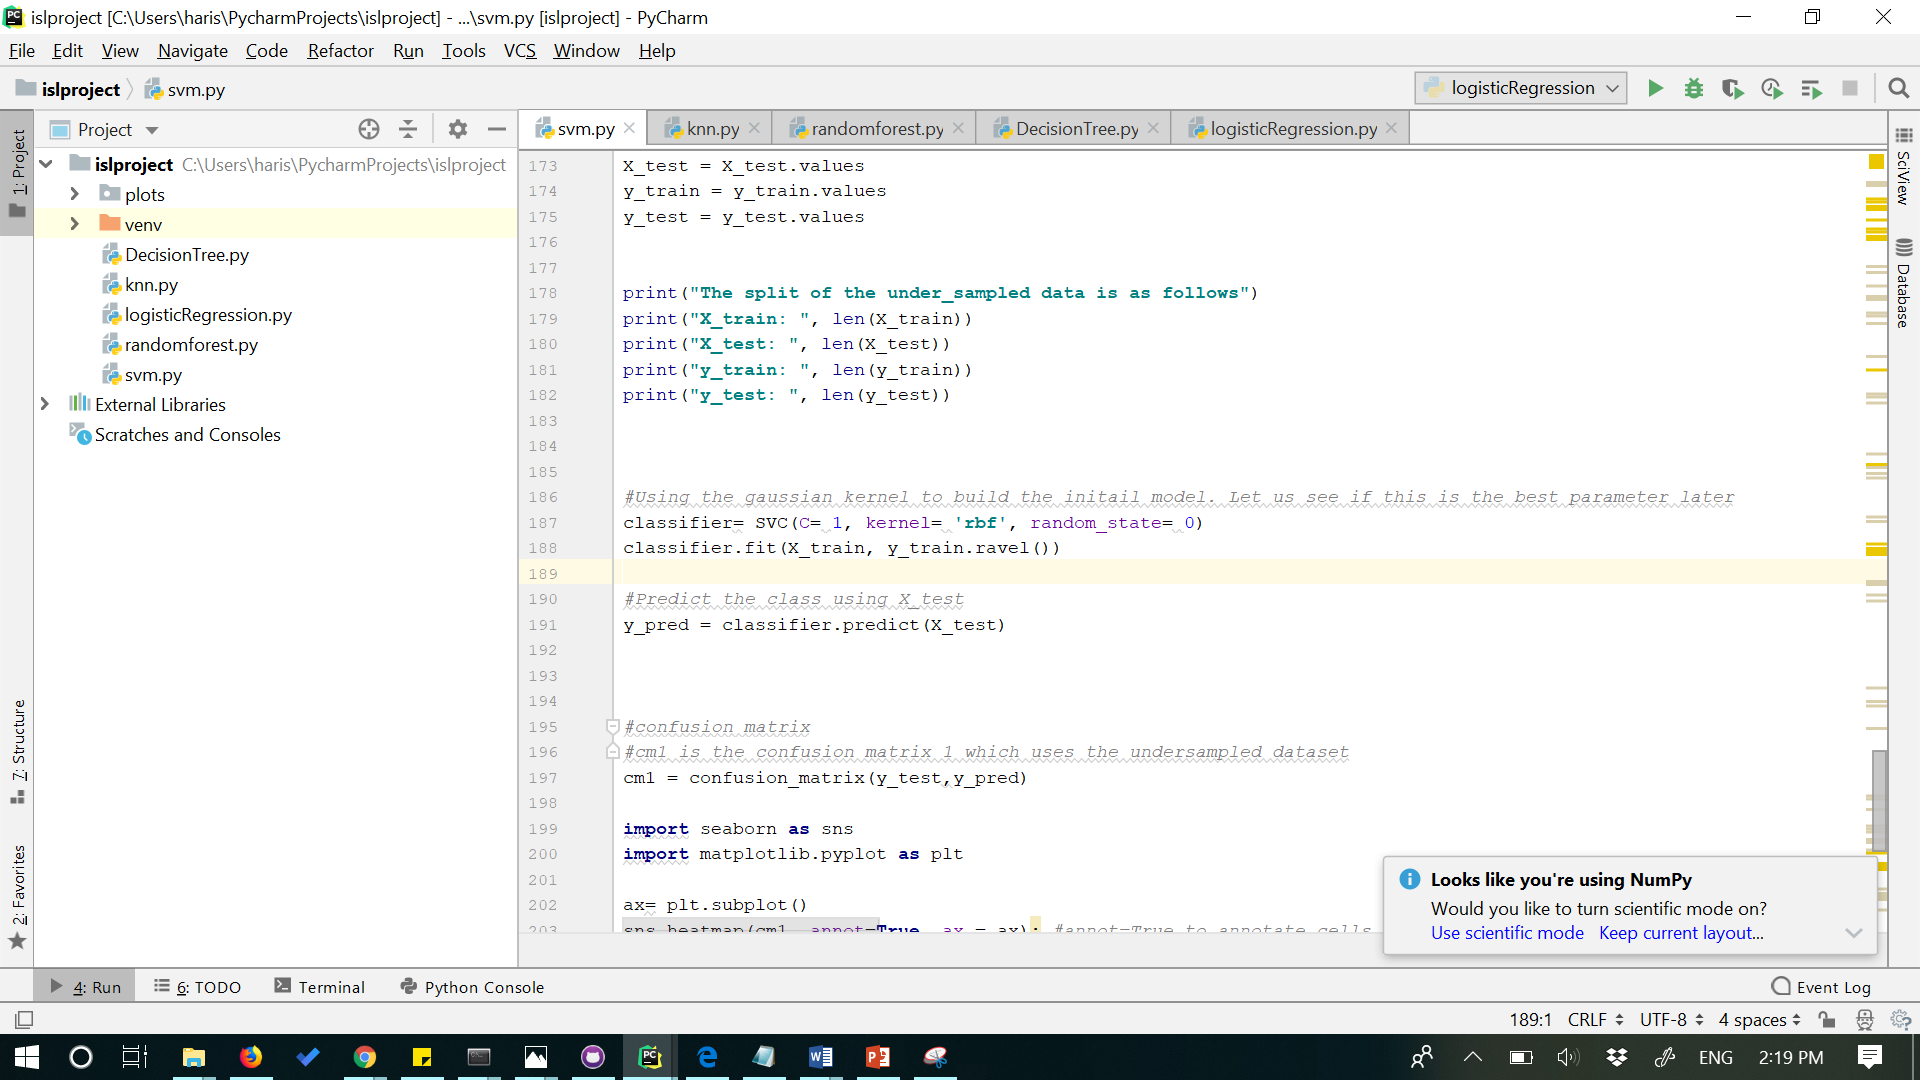 islproject [C:\Users\haris\PycharmProjects\islproject] - ...\svm.py [islproject] - PyCharm
File Edit View Navigate Code Refactor Run Tools VCS Window Help
islproject svm.py logisticRegression
1: Project
Project
svm.py knn.py randomforest.py DecisionTree.py logisticRegression.py
islproject C:\Users\haris\PycharmProjects\islproject
plots
venv
DecisionTree.py
knn.py
logisticRegression.py
randomforest.py
svm.py
External Libraries
Scratches and Consoles
7: Structure
2: Favorites
173 X_test = X_test.values
174 y_train = y_train.values
175 y_test = y_test.values
176
177
178 print("The split of the under_sampled data is as follows")
179 print("X_train: ", len(X_train))
180 print("X_test: ", len(X_test))
181 print("y_train: ", len(y_train))
182 print("y_test: ", len(y_test))
183
184
185
186 #Using the gaussian kernel to build the initail model. Let us see if this is the best parameter later
187 classifier= SVC(C= 1, kernel= 'rbf', random_state= 0)
188 classifier.fit(X_train, y_train.ravel())
189
190 #Predict the class using X_test
191 y_pred = classifier.predict(X_test)
192
193
194
195 #confusion matrix
196 #cm1 is the confusion matrix 1 which uses the undersampled dataset
197 cm1 = confusion_matrix(y_test,y_pred)
198
199 import seaborn as sns
200 import matplotlib.pyplot as plt
201
202 ax= plt.subplot()
203 sns.heatmap(cm1, annot=True, ax = ax); #annot=True to annotate cells
SciView
Database
Looks like you're using NumPy
Would you like to turn scientific mode on?
Use scientific mode Keep current layout...
4: Run 6: TODO Terminal Python Console Event Log
189:1 CRLF UTF-8 4 spaces
ENG 2:19 PM